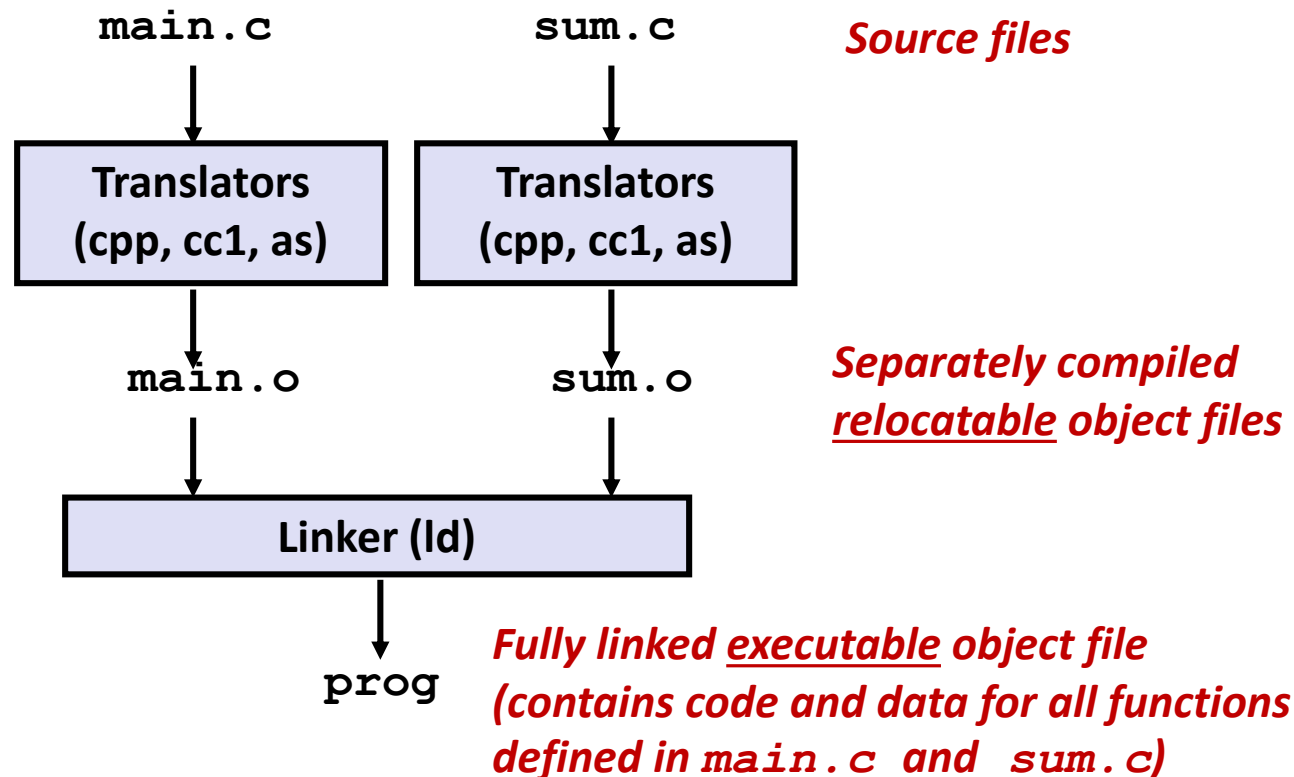 main.c
sum.c
Source files
Translators
(cpp, cc1, as)
Translators
(cpp, cc1, as)
main.o
sum.o
Separately compiled
relocatable object files
Linker (ld)
prog
Fully linked executable object file
(contains code and data for all functions
defined in main.c and sum.c)